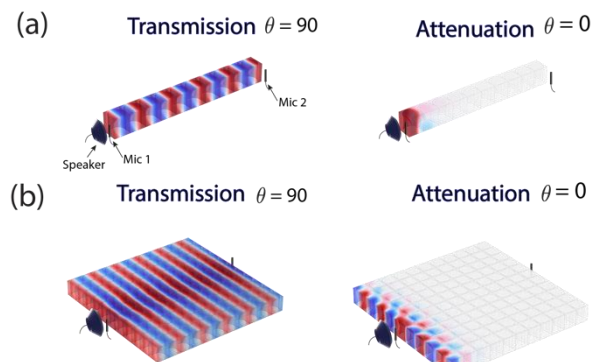 (a) Transmission θ = 90 Attenuation θ = 0
Mic 2
Speaker
Mic 1
(b) Transmission θ = 90 Attenuation θ = 0